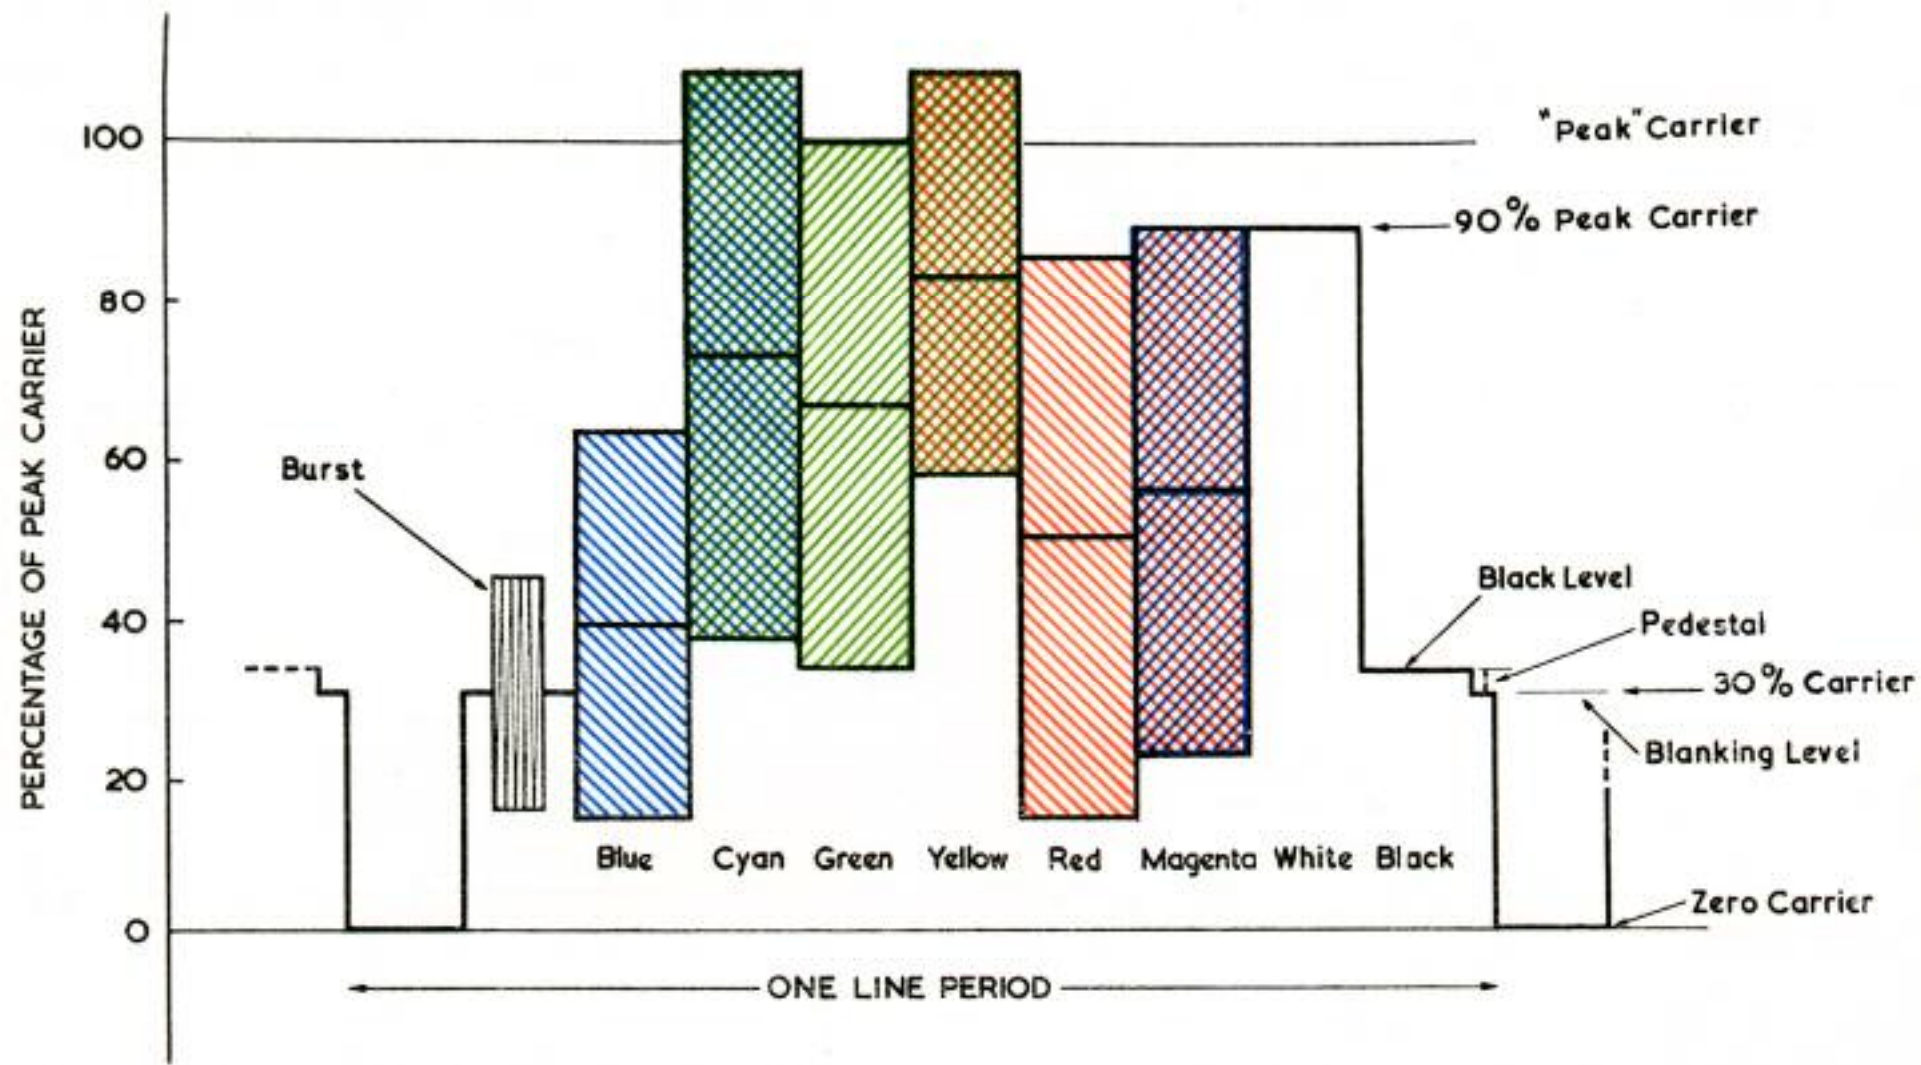 "Peak" Carrier
100
90% Peak Carrier
80
PERCENTAGE OF PEAK CARRIER
60
Burst
40
Black Level
Pedestal
30% Carrier
Blanking Level
20
Blue Cyan Green Yellow Red Magenta White Black
Zero Carrier
0
ONE LINE PERIOD